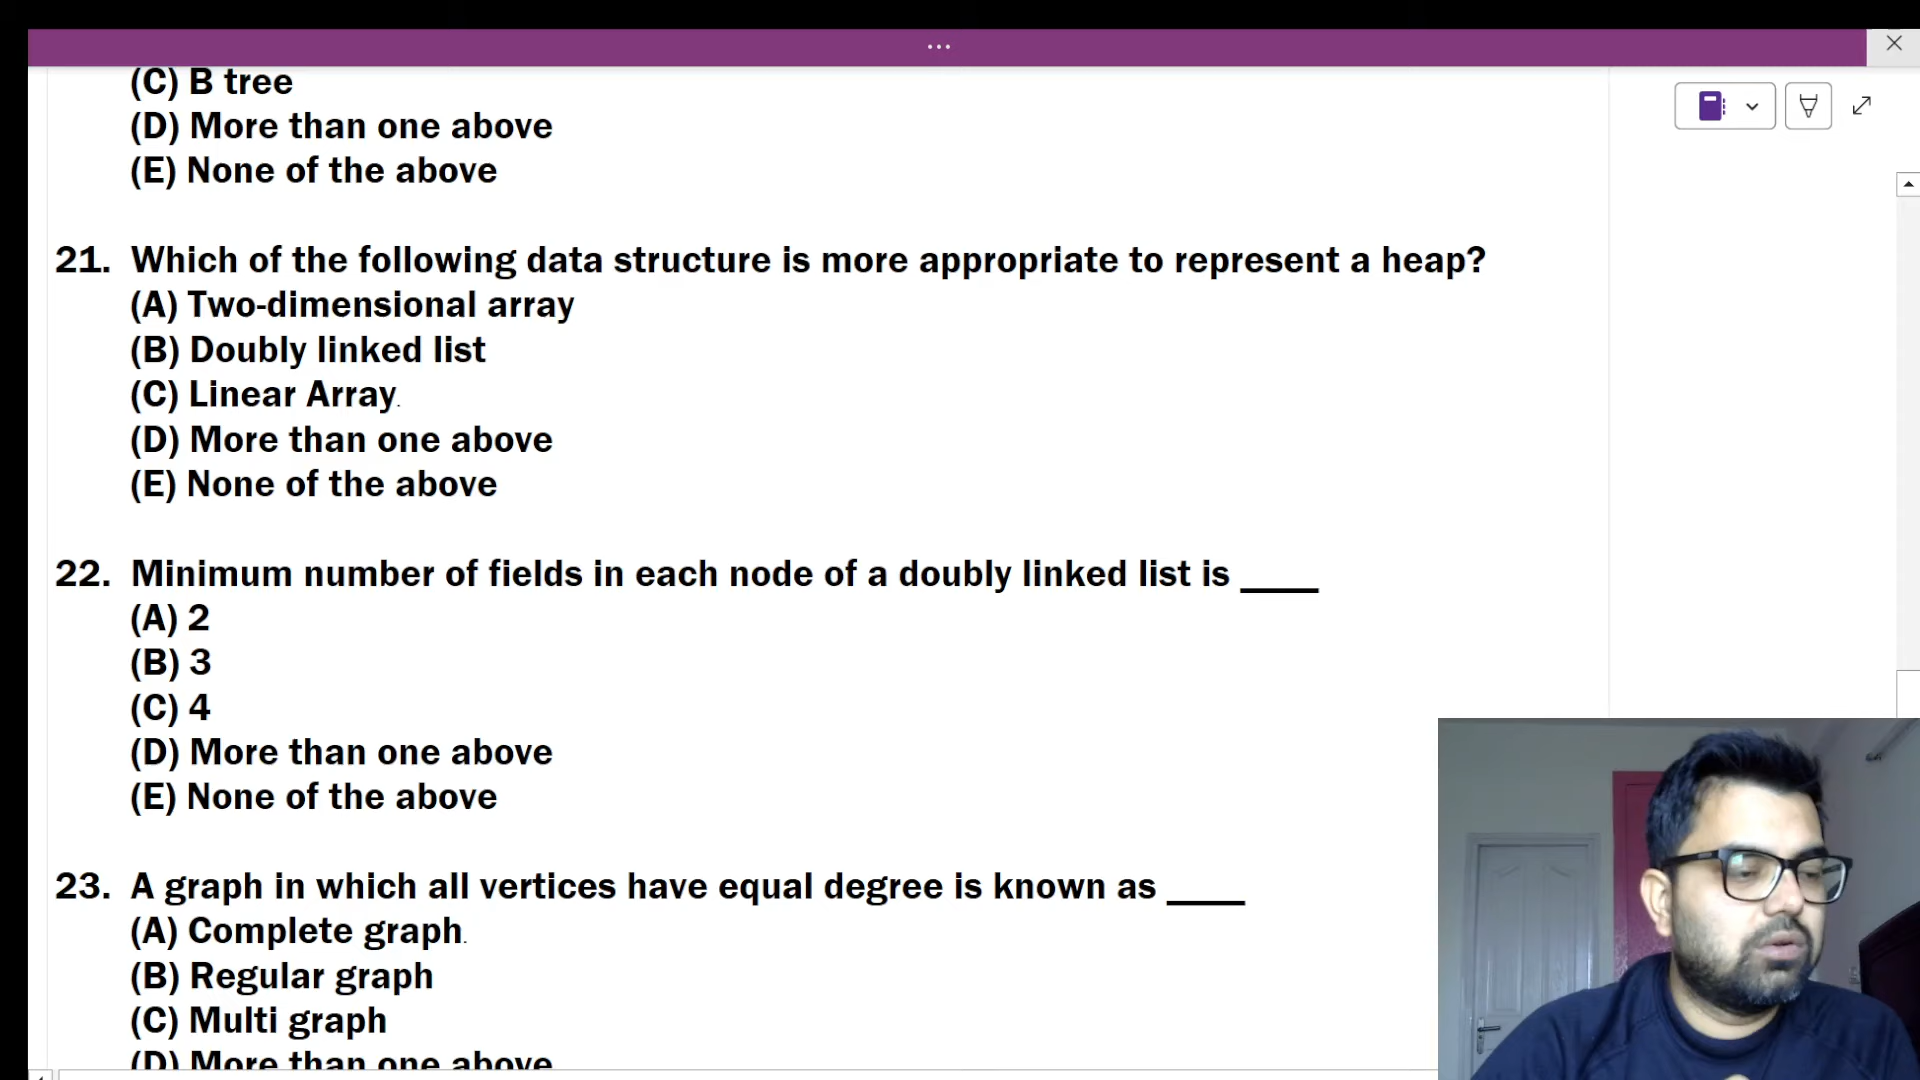 (C) B tree
(D) More than one above
(E) None of the above
21. Which of the following data structure is more appropriate to represent a heap?
(A) Two-dimensional array
(B) Doubly linked list
(C) Linear Array.
(D) More than one above
(E) None of the above
22. Minimum number of fields in each node of a doubly linked list is ____
(A) 2
(B) 3
(C) 4
(D) More than one above
(E) None of the above
23. A graph in which all vertices have equal degree is known as ____
(A) Complete graph.
(B) Regular graph
(C) Multi graph
(D) More than one above